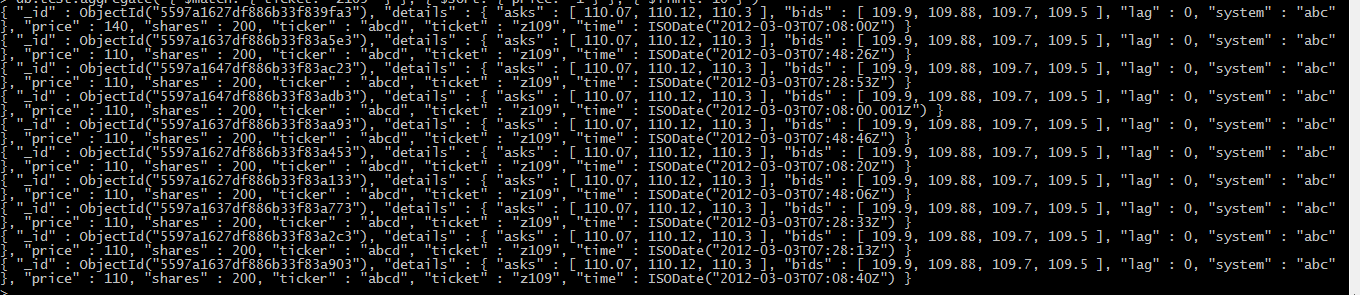 { "_id" : ObjectId("5597a1627df886b33f839fa3"), "details" : { "asks" : [ 110.07, 110.12, 110.3 ], "bids" : [ 109.9, 109.88, 109.7, 109.5 ], "lag" : 0, "system" : "abc"
}, "price" : 140, "shares" : 200, "ticker" : "abcd", "ticket" : "z109", "time" : ISODate("2012-03-03T07:08:00Z") }
{ "_id" : ObjectId("5597a1637df886b33f83a5e3"), "details" : { "asks" : [ 110.07, 110.12, 110.3 ], "bids" : [ 109.9, 109.88, 109.7, 109.5 ], "lag" : 0, "system" : "abc"
}, "price" : 110, "shares" : 200, "ticker" : "abcd", "ticket" : "z109", "time" : ISODate("2012-03-03T07:48:26Z") }
{ "_id" : ObjectId("5597a1647df886b33f83ac23"), "details" : { "asks" : [ 110.07, 110.12, 110.3 ], "bids" : [ 109.9, 109.88, 109.7, 109.5 ], "lag" : 0, "system" : "abc"
}, "price" : 110, "shares" : 200, "ticker" : "abcd", "ticket" : "z109", "time" : ISODate("2012-03-03T07:28:53Z") }
{ "_id" : ObjectId("5597a1647df886b33f83adb3"), "details" : { "asks" : [ 110.07, 110.12, 110.3 ], "bids" : [ 109.9, 109.88, 109.7, 109.5 ], "lag" : 0, "system" : "abc"
}, "price" : 110, "shares" : 200, "ticker" : "abcd", "ticket" : "z109", "time" : ISODate("2012-03-03T07:08:00.001Z") }
{ "_id" : ObjectId("5597a1637df886b33f83aa93"), "details" : { "asks" : [ 110.07, 110.12, 110.3 ], "bids" : [ 109.9, 109.88, 109.7, 109.5 ], "lag" : 0, "system" : "abc"
}, "price" : 110, "shares" : 200, "ticker" : "abcd", "ticket" : "z109", "time" : ISODate("2012-03-03T07:48:46Z") }
{ "_id" : ObjectId("5597a1627df886b33f83a453"), "details" : { "asks" : [ 110.07, 110.12, 110.3 ], "bids" : [ 109.9, 109.88, 109.7, 109.5 ], "lag" : 0, "system" : "abc"
}, "price" : 110, "shares" : 200, "ticker" : "abcd", "ticket" : "z109", "time" : ISODate("2012-03-03T07:08:20Z") }
{ "_id" : ObjectId("5597a1627df886b33f83a133"), "details" : { "asks" : [ 110.07, 110.12, 110.3 ], "bids" : [ 109.9, 109.88, 109.7, 109.5 ], "lag" : 0, "system" : "abc"
}, "price" : 110, "shares" : 200, "ticker" : "abcd", "ticket" : "z109", "time" : ISODate("2012-03-03T07:48:06Z") }
{ "_id" : ObjectId("5597a1637df886b33f83a773"), "details" : { "asks" : [ 110.07, 110.12, 110.3 ], "bids" : [ 109.9, 109.88, 109.7, 109.5 ], "lag" : 0, "system" : "abc"
}, "price" : 110, "shares" : 200, "ticker" : "abcd", "ticket" : "z109", "time" : ISODate("2012-03-03T07:28:33Z") }
{ "_id" : ObjectId("5597a1627df886b33f83a2c3"), "details" : { "asks" : [ 110.07, 110.12, 110.3 ], "bids" : [ 109.9, 109.88, 109.7, 109.5 ], "lag" : 0, "system" : "abc"
}, "price" : 110, "shares" : 200, "ticker" : "abcd", "ticket" : "z109", "time" : ISODate("2012-03-03T07:28:13Z") }
{ "_id" : ObjectId("5597a1637df886b33f83a903"), "details" : { "asks" : [ 110.07, 110.12, 110.3 ], "bids" : [ 109.9, 109.88, 109.7, 109.5 ], "lag" : 0, "system" : "abc"
}, "price" : 110, "shares" : 200, "ticker" : "abcd", "ticket" : "z109", "time" : ISODate("2012-03-03T07:08:40Z") }